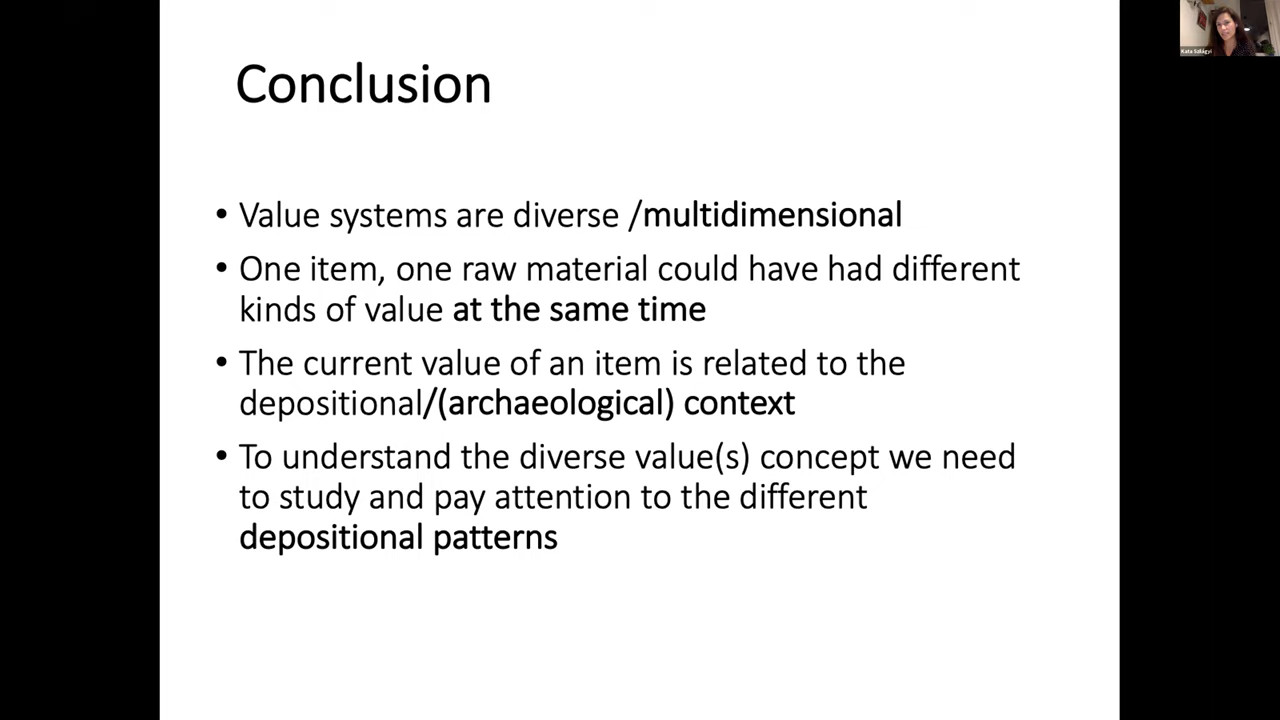 Conclusion
• Value systems are diverse /multidimensional
• One item, one raw material could have had different
kinds of value at the same time
• The current value of an item is related to the
depositional/(archaeological) context
• To understand the diverse value(s) concept we need
to study and pay attention to the different
depositional patterns
Kata Szilágyi